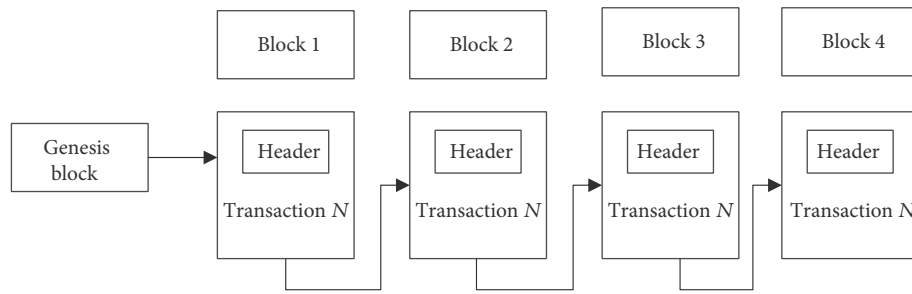 Block 1
Block 2
Block 3
Block 4
Genesis
block
Header
Transaction N
Header
Transaction N
Header
Transaction N
Header
Transaction N